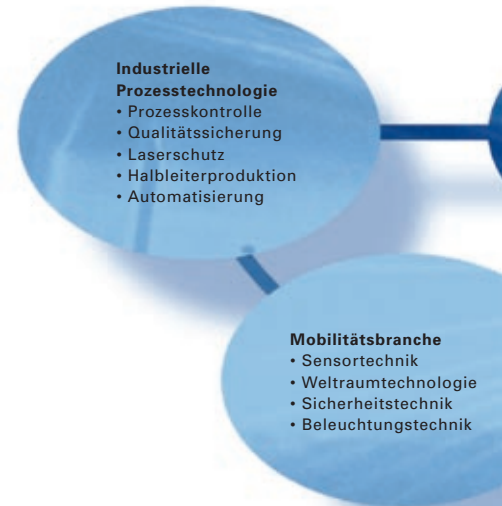 Industrielle
Prozesstechnologie
• Prozesskontrolle
• Qualitätssicherung
• Laserschutz
• Halbleiterproduktion
• Automatisierung
Mobilitätsbranche
• Sensortechnik
• Weltraumtechnologie
• Sicherheitstechnik
• Beleuchtungstechnik